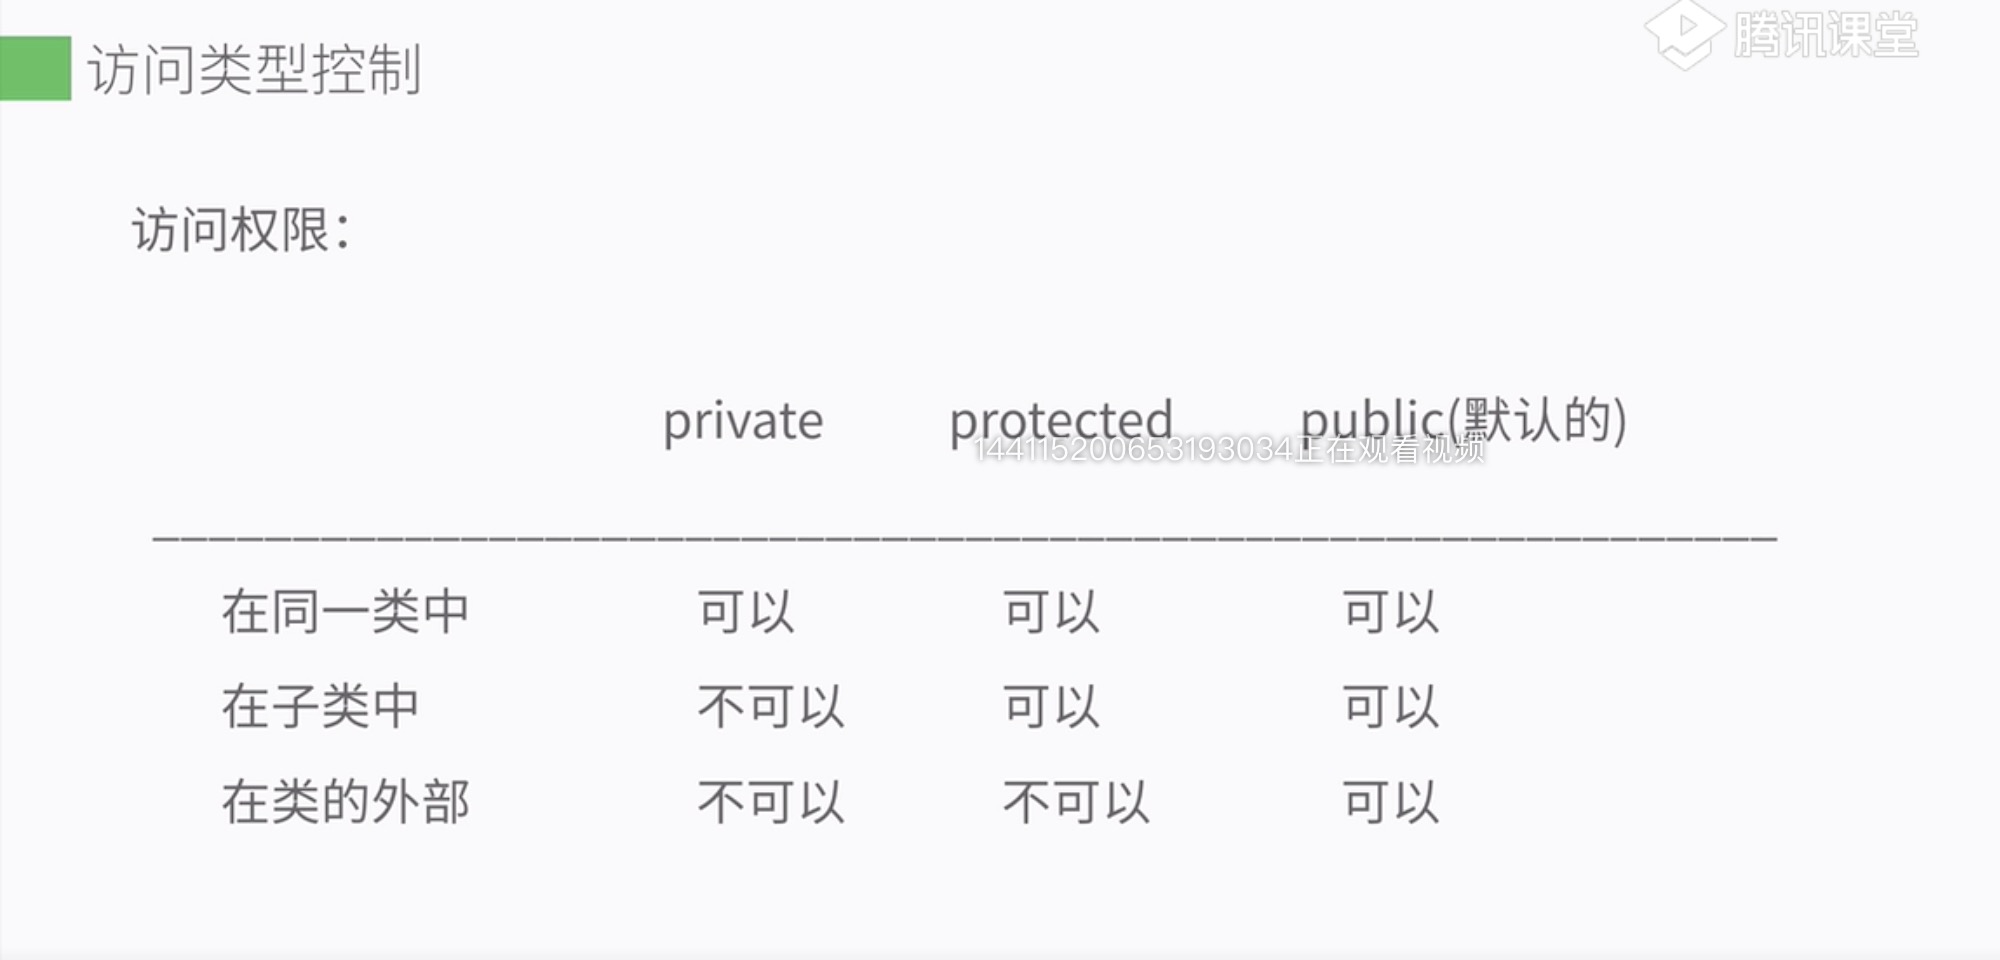 腾讯课堂
访问类型控制
访问权限：
private protected public(默认的)
144115200653193034正在观看视频
在同一类中 可以 可以 可以
在子类中 不可以 可以 可以
在类的外部 不可以 不可以 可以